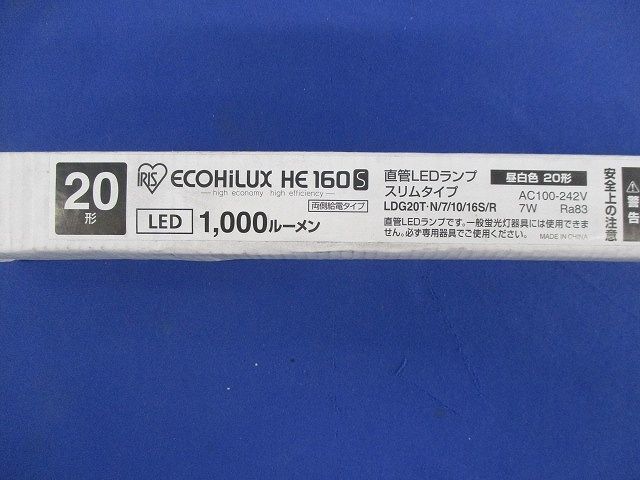 20形
IRIS ECOHiLUX HE 160 S
high economy high efficiency
LED 1,000ルーメン
両側給電タイプ
直管LEDランプ
スリムタイプ
LDG20T·N/7/10/16S/R
昼白色 20形
AC100-242V
7W Ra83
直管LEDランプです。一般蛍光灯器具には使用できま
せん。必ず専用器具でご使用ください。
MADE IN CHINA
安全上の注意
警告